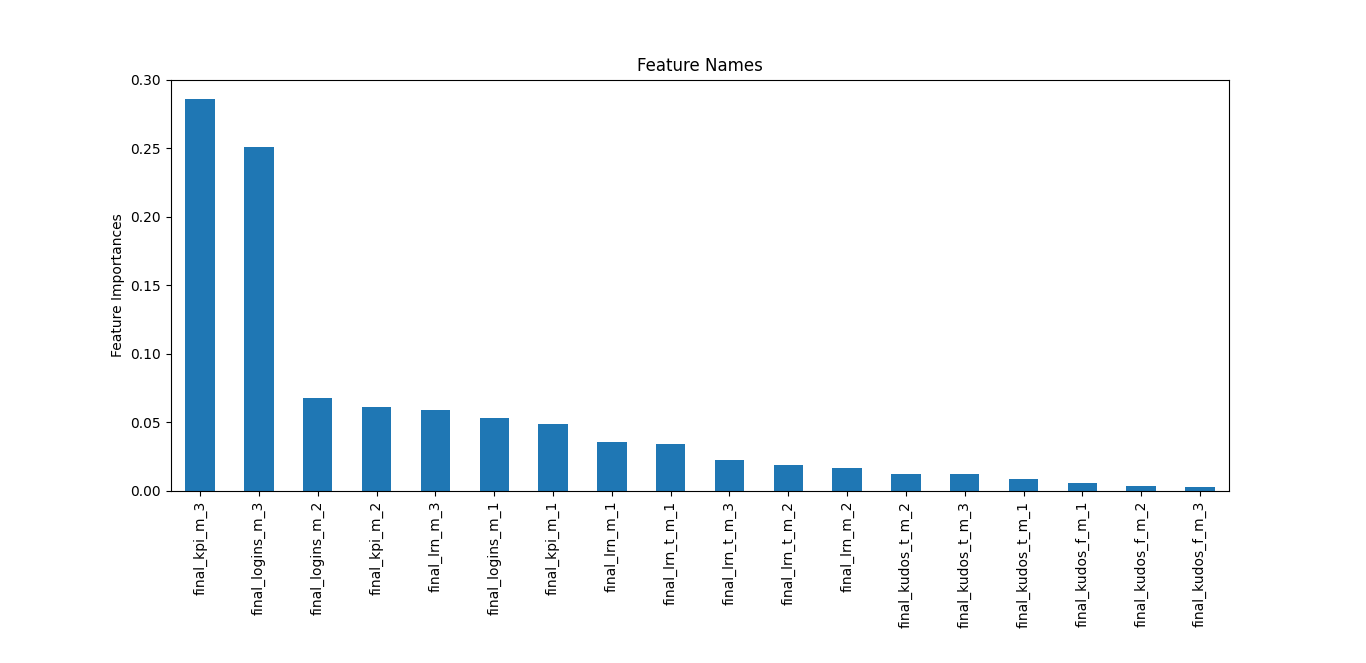 Feature Names
0.30
0.25
0.20
0.15
0.10
0.05
0.00
Feature Importances
final_kpi_m_3
final_logins_m_3
final_logins_m_2
final_kpi_m_2
final_lrn_m_3
final_logins_m_1
final_kpi_m_1
final_lrn_m_1
final_lrn_t_m_1
final_lrn_t_m_3
final_lrn_t_m_2
final_lrn_m_2
final_kudos_t_m_2
final_kudos_t_m_3
final_kudos_t_m_1
final_kudos_f_m_1
final_kudos_f_m_2
final_kudos_f_m_3